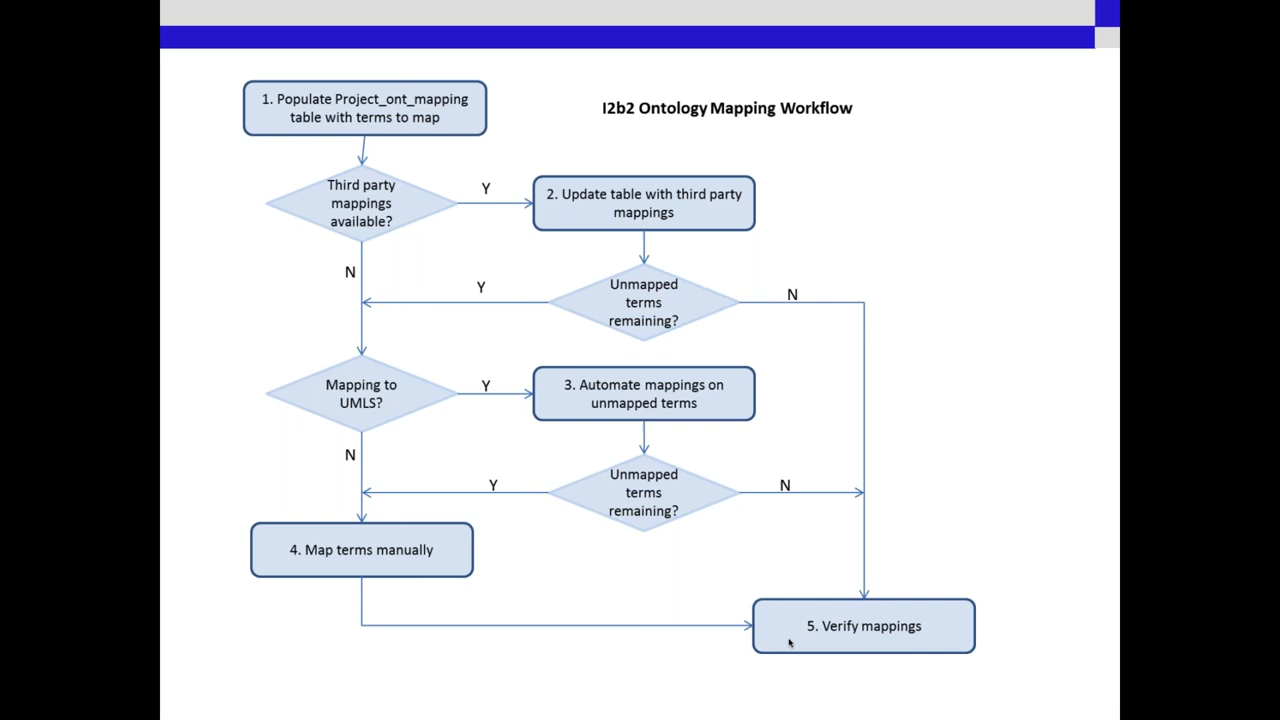 1. Populate Project_ont_mapping
table with terms to map
I2b2 Ontology Mapping Workflow
Third party
mappings
available?
Y
2. Update table with third party
mappings
N
Y
Unmapped
terms
remaining?
N
Mapping to
UMLS?
Y
3. Automate mappings on
unmapped terms
N
Y
Unmapped
terms
remaining?
N
4. Map terms manually
5. Verify mappings